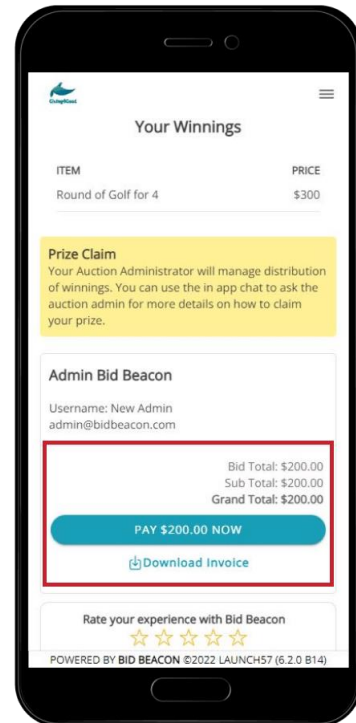 Your Winnings
ITEM PRICE
Round of Golf for 4 $300
Prize Claim
Your Auction Administrator will manage distribution
of winnings. You can use the in app chat to ask the
auction admin for more details on how to claim
your prize.
Admin Bid Beacon
Username: New Admin
admin@bidbeacon.com
Bid Total: $200.00
Sub Total: $200.00
Grand Total: $200.00
PAY $200.00 NOW
Download Invoice
Rate your experience with Bid Beacon
POWERED BY BID BEACON ©2022 LAUNCH57 (6.2.0 B14)